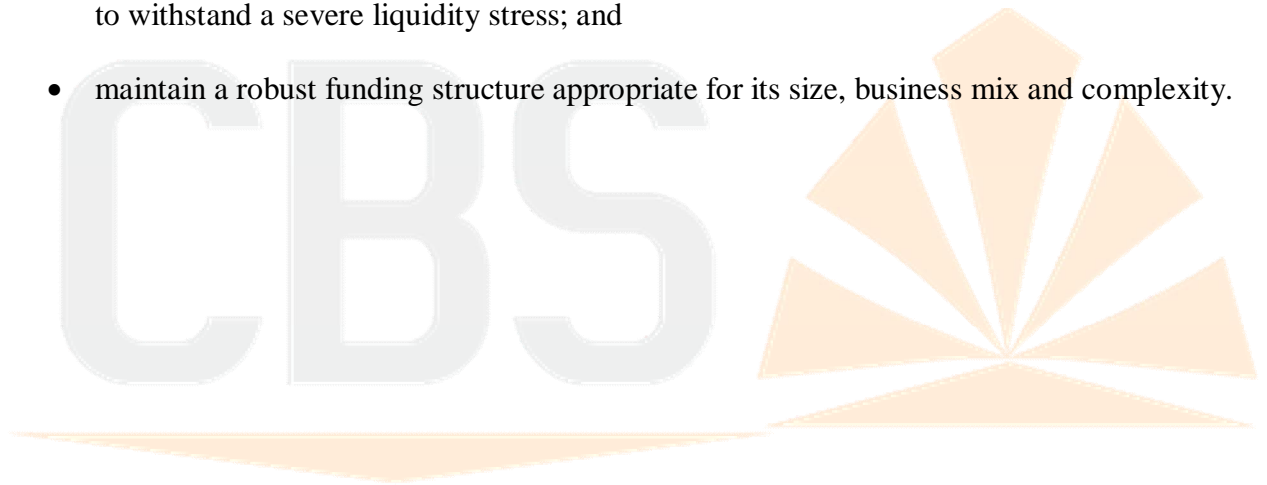 to withstand a severe liquidity stress; and
• maintain a robust funding structure appropriate for its size, business mix and complexity.
CBS